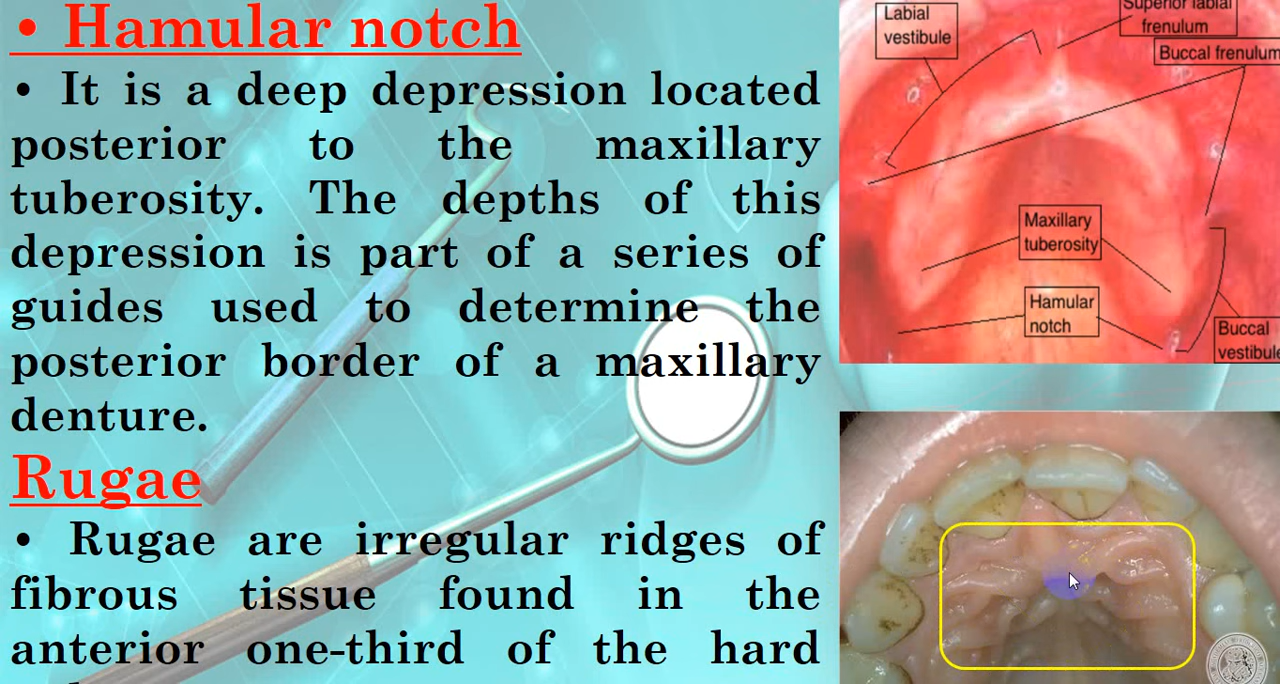 • Hamular notch
• It is a deep depression located
posterior to the maxillary
tuberosity. The depths of this
depression is part of a series of
guides used to determine the
posterior border of a maxillary
denture.
Rugae
• Rugae are irregular ridges of
fibrous tissue found in the
anterior one-third of the hard
Labial
vestibule
Superior labial
frenulum
Buccal frenulum
Maxillary
tuberosity
Hamular
notch
Buccal
vestibule